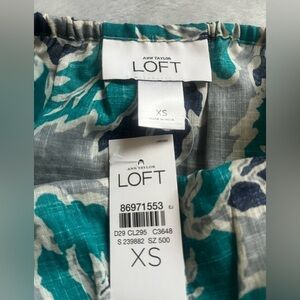 ANN TAYLOR
LOFT
XS
ANN TAYLOR
LOFT
86971553
D29 CL295 C3648
S 239882 SZ 500
XS